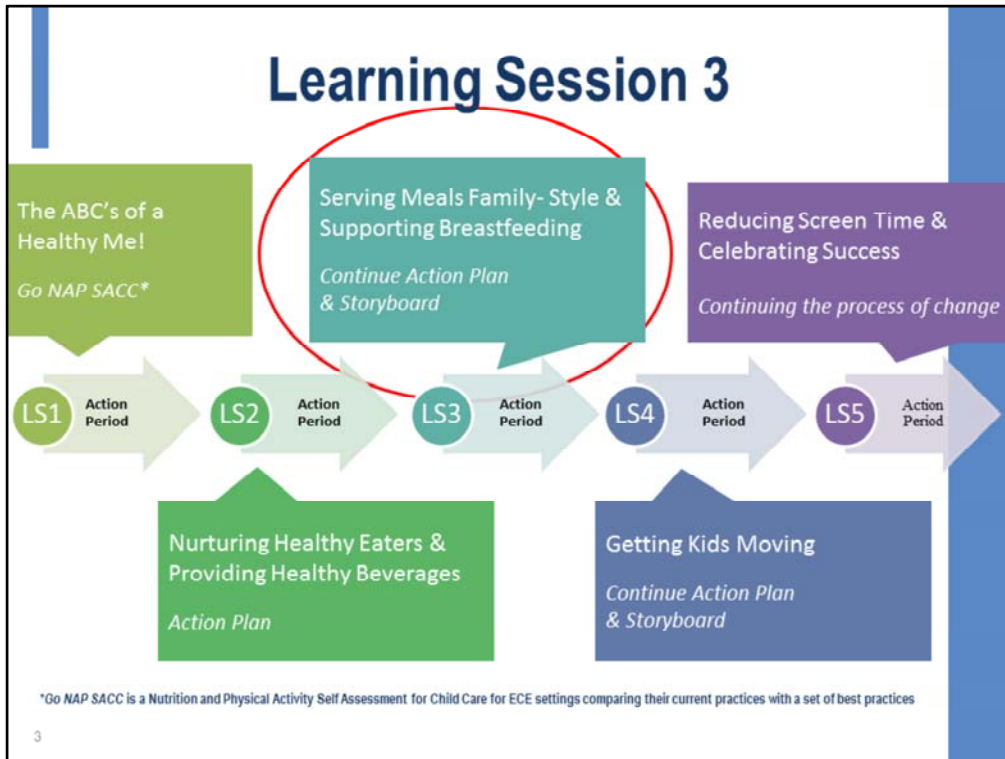 Learning Session 3
The ABC's of a
Healthy Me!
Go NAP SACC*
Serving Meals Family- Style &
Supporting Breastfeeding
Continue Action Plan
& Storyboard
Reducing Screen Time &
Celebrating Success
Continuing the process of change
LS1
Action
Period
LS2
Action
Period
LS3
Action
Period
LS4
Action
Period
LS5
Action
Period
Nurturing Healthy Eaters &
Providing Healthy Beverages
Action Plan
Getting Kids Moving
Continue Action Plan
& Storyboard
*Go NAP SACC is a Nutrition and Physical Activity Self Assessment for Child Care for ECE settings comparing their current practices with a set of best practices
3